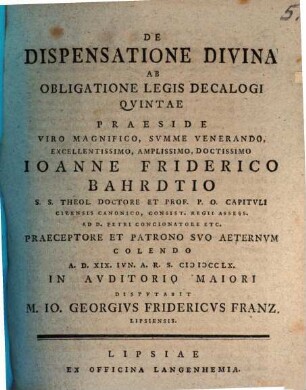 5.
DE
DISPENSATIONE DIVINA
AB
OBLIGATIONE LEGIS DECALOGI
QVINTAE
PRAESIDE
VIRO MAGNIFICO, SVMME VENERANDO,
EXCELLENTISSIMO, AMPLISSIMO, DOCTISSIMO
IOANNE FRIDERICO
BAHRDTIO
S. S. THEOL. DOCTORE ET PROF. P. O. CAPITVLI
CIZENSIS CANONICO, CONSIST. REGII ASSESS.
AD D. PETRI CONCIONATORE ETC.
PRAECEPTORE ET PATRONO SVO AETERNVM
COLENDO
A. D. XIX. IVN. A. R. S. CIƆIƆCCLX.
IN AVDITORIO MAIORI
DISPVTABIT
M. IO. GEORGIVS FRIDERICVS FRANZ.
LIPSIENSIS.
LIPSIAE
EX OFFICINA LANGENHEMIA.